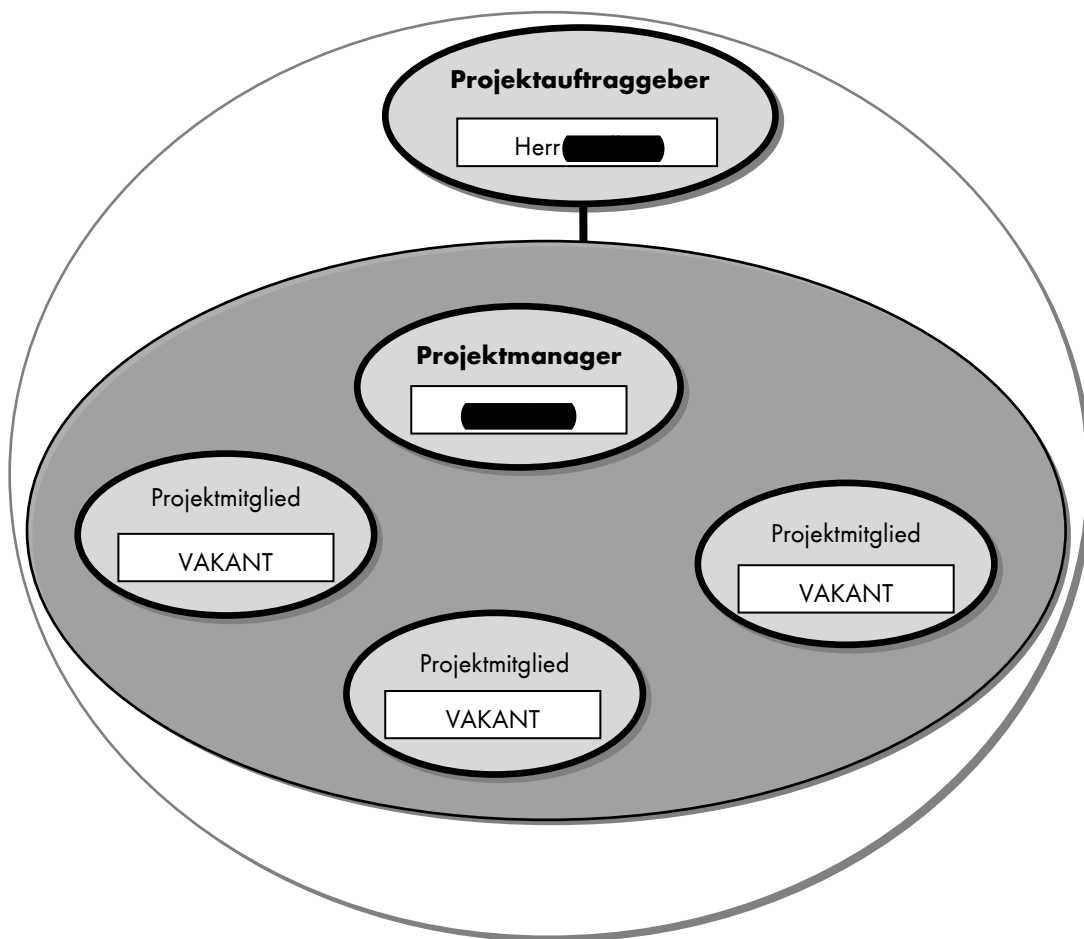 Projektauftraggeber
Herr
Projektmanager
Projektmitglied
VAKANT
Projektmitglied
VAKANT
Projektmitglied
VAKANT